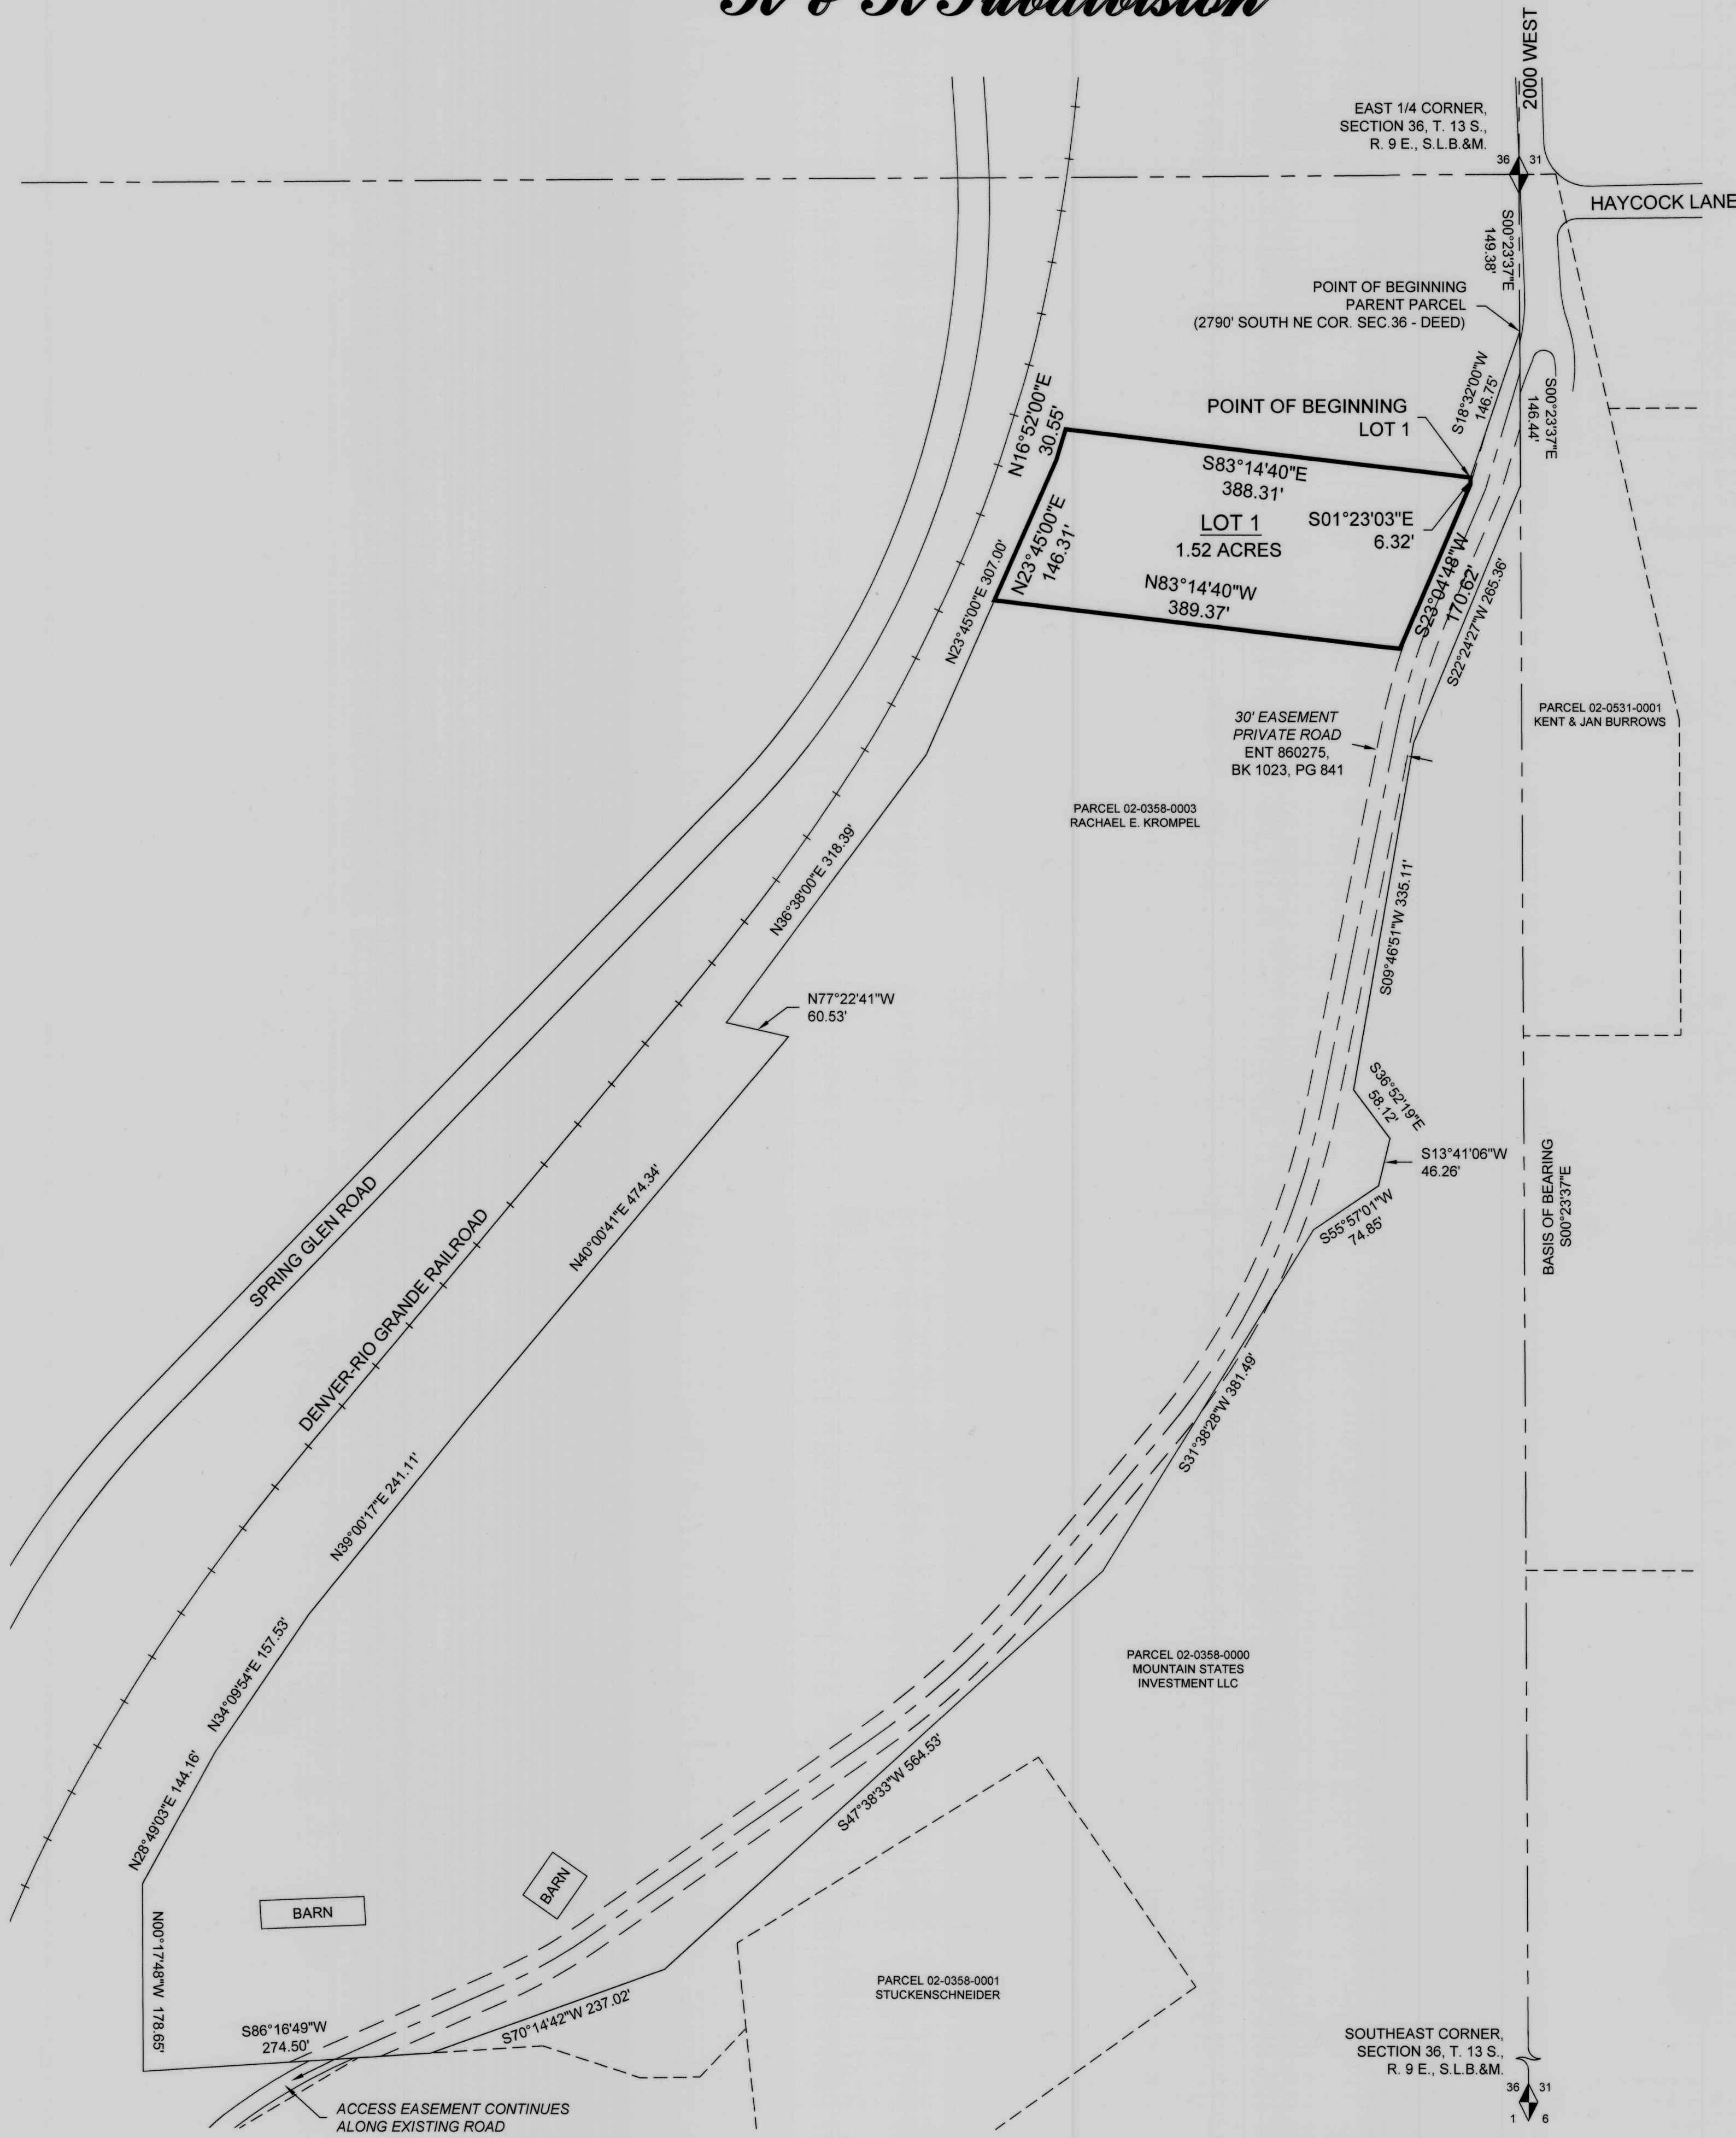 Subdivision
2000 WEST
EAST 1/4 CORNER,
SECTION 36, T. 13 S.,
R. 9 E., S.L.B.&M.
36 31
HAYCOCK LANE
S00°23'37"E
149.38'
POINT OF BEGINNING
PARENT PARCEL
(2790' SOUTH NE COR. SEC.36 - DEED)
S18°32'00"W
146.75'
S00°23'37"E
146.44'
POINT OF BEGINNING
LOT 1
N16°52'00"E
30.55'
S83°14'40"E
388.31'
LOT 1
1.52 ACRES
S01°23'03"E
6.32'
N23°45'00"E
146.31'
N23°45'00"E 307.00'
N83°14'40"W
389.37'
S23°04'48"W
170.62'
S22°24'27"W 265.36'
30' EASEMENT
PRIVATE ROAD
ENT 860275,
BK 1023, PG 841
PARCEL 02-0531-0001
KENT & JAN BURROWS
PARCEL 02-0358-0003
RACHAEL E. KROMPEL
N36°38'00"E 318.39'
S09°46'51"W 335.11'
N77°22'41"W
60.53'
S36°52'19"E
58.12'
S13°41'06"W
46.26'
S55°57'01"W
74.85'
BASIS OF BEARING
S00°23'37"E
SPRING GLEN ROAD
DENVER-RIO GRANDE RAILROAD
N40°00'41"E 474.34'
S31°38'28"W 381.49'
N39°00'17"E 241.11'
N34°09'54"E 157.53'
PARCEL 02-0358-0000
MOUNTAIN STATES
INVESTMENT LLC
N28°49'03"E 144.16'
S47°38'33"W 564.53'
BARN
BARN
N00°17'48"W 178.65'
PARCEL 02-0358-0001
STUCKENSCHNEIDER
S86°16'49"W
274.50'
S70°14'42"W 237.02'
SOUTHEAST CORNER,
SECTION 36, T. 13 S.,
R. 9 E., S.L.B.&M.
36 31
1 6
ACCESS EASEMENT CONTINUES
ALONG EXISTING ROAD